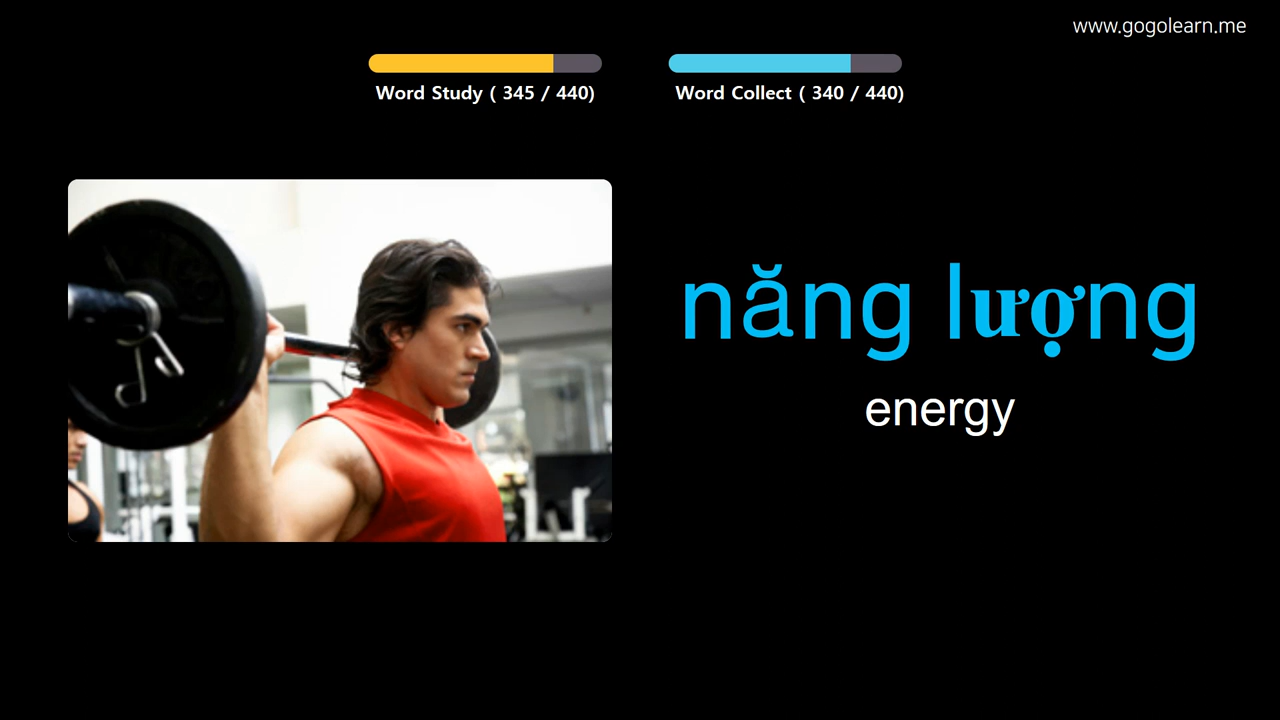 www.gogolearn.me
Word Study ( 345 / 440)
Word Collect ( 340 / 440)
năng lượng
energy